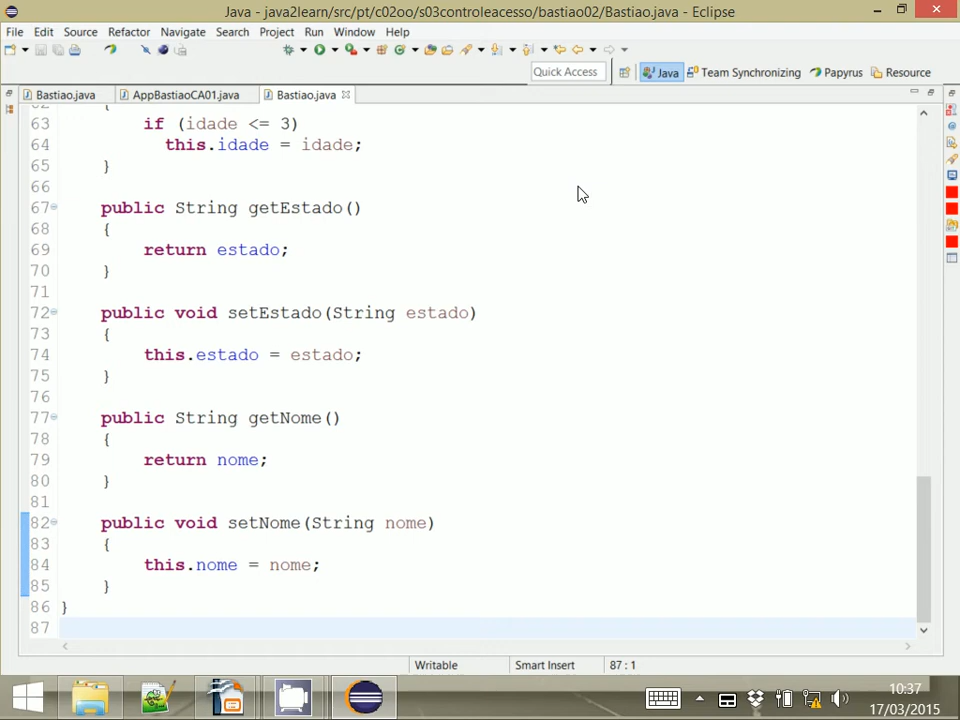 Java - java2learn/src/pt/c02oo/s03controleacesso/bastiao02/Bastiao.java - Eclipse
File Edit Source Refactor Navigate Search Project Run Window Help
Quick Access Java Team Synchronizing Papyrus Resource
Bastiao.java AppBastiaoCA01.java Bastiao.java
62 {
63 if (idade <= 3)
64 this.idade = idade;
65 }
66
67 public String getEstado()
68 {
69 return estado;
70 }
71
72 public void setEstado(String estado)
73 {
74 this.estado = estado;
75 }
76
77 public String getNome()
78 {
79 return nome;
80 }
81
82 public void setNome(String nome)
83 {
84 this.nome = nome;
85 }
86 }
87
Writable Smart Insert 87 : 1
10:37
17/03/2015